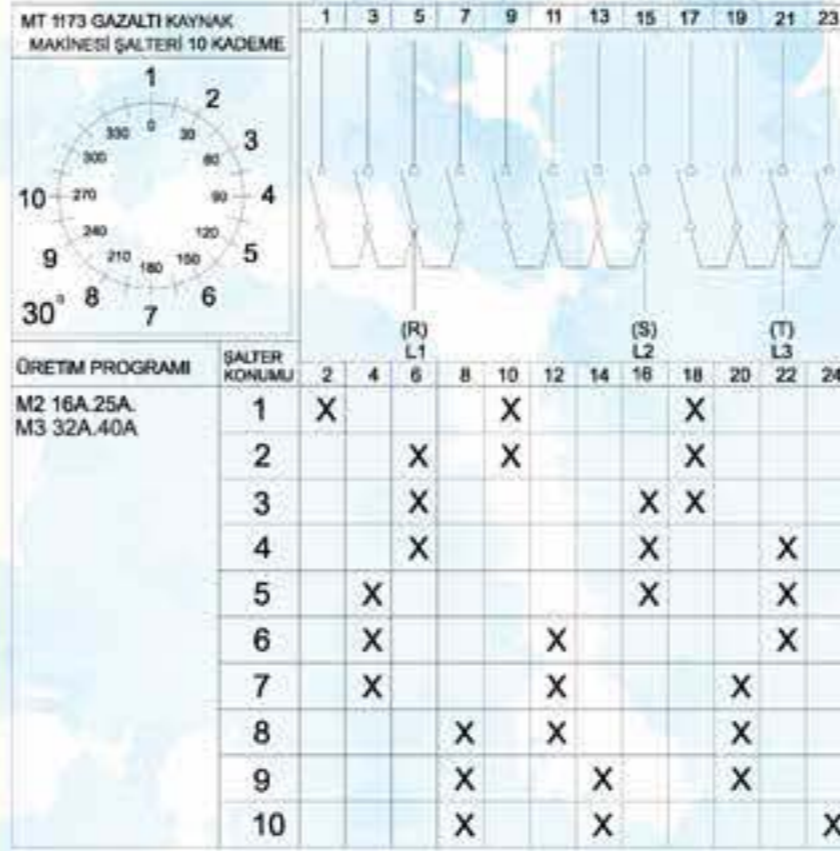 MT 1173 GAZALTI KAYNAK
MAKİNESİ ŞALTERİ 10 KADEME
1 3 5 7 9 11 13 15 17 19 21 23
1
2
3
4
5
6
7
8
9
10
0
30
60
90
120
150
180
210
240
270
300
330
30°
(R) (S) (T)
L1 L2 L3
ÜRETİM PROGRAMI
ŞALTER
KONUMU
2 4 6 8 10 12 14 16 18 20 22 24
M2 16A.25A.
M3 32A.40A
1 X X X
2 X X X
3 X X X
4 X X X
5 X X X
6 X X X
7 X X X
8 X X X
9 X X X
10 X X X